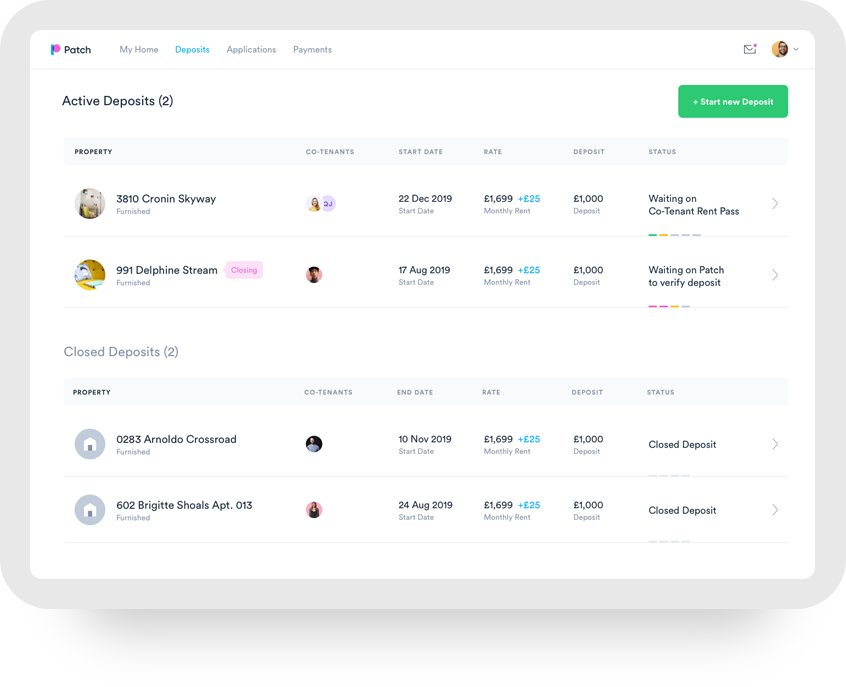 Patch My Home Deposits Applications Payments
Active Deposits (2) + Start new Deposit
PROPERTY CO-TENANTS START DATE RATE DEPOSIT STATUS
3810 Cronin Skyway QJ 22 Dec 2019 £1,699 +£25 £1,000 Waiting on
Furnished Start Date Monthly Rent Deposit Co-Tenant Rent Pass
991 Delphine Stream Closing 17 Aug 2019 £1,699 +£25 £1,000 Waiting on Patch
Furnished Start Date Monthly Rent Deposit to verify deposit
Closed Deposits (2)
PROPERTY CO-TENANTS END DATE RATE DEPOSIT STATUS
0283 Arnoldo Crossroad 10 Nov 2019 £1,699 +£25 £1,000 Closed Deposit
Furnished Start Date Monthly Rent Deposit
602 Brigitte Shoals Apt. 013 24 Aug 2019 £1,699 +£25 £1,000 Closed Deposit
Furnished Start Date Monthly Rent Deposit